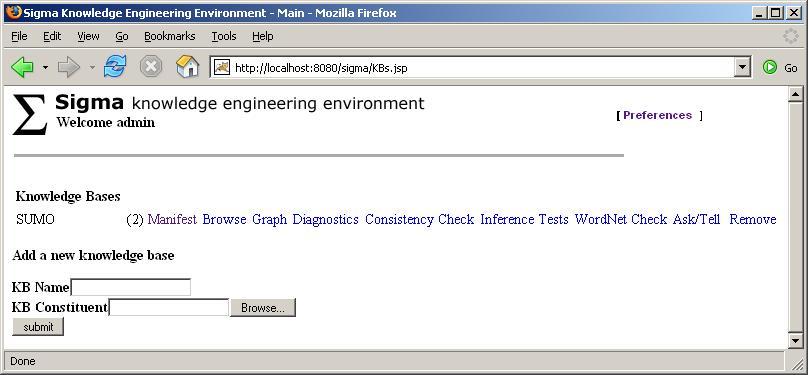 Sigma Knowledge Engineering Environment - Main - Mozilla Firefox
File Edit View Go Bookmarks Tools Help
http://localhost:8080/sigma/KBs.jsp Go
Σ Sigma knowledge engineering environment
Welcome admin
[ Preferences ]
Knowledge Bases
SUMO (2) Manifest Browse Graph Diagnostics Consistency Check Inference Tests WordNet Check Ask/Tell Remove
Add a new knowledge base
KB Name
KB Constituent Browse...
submit
Done